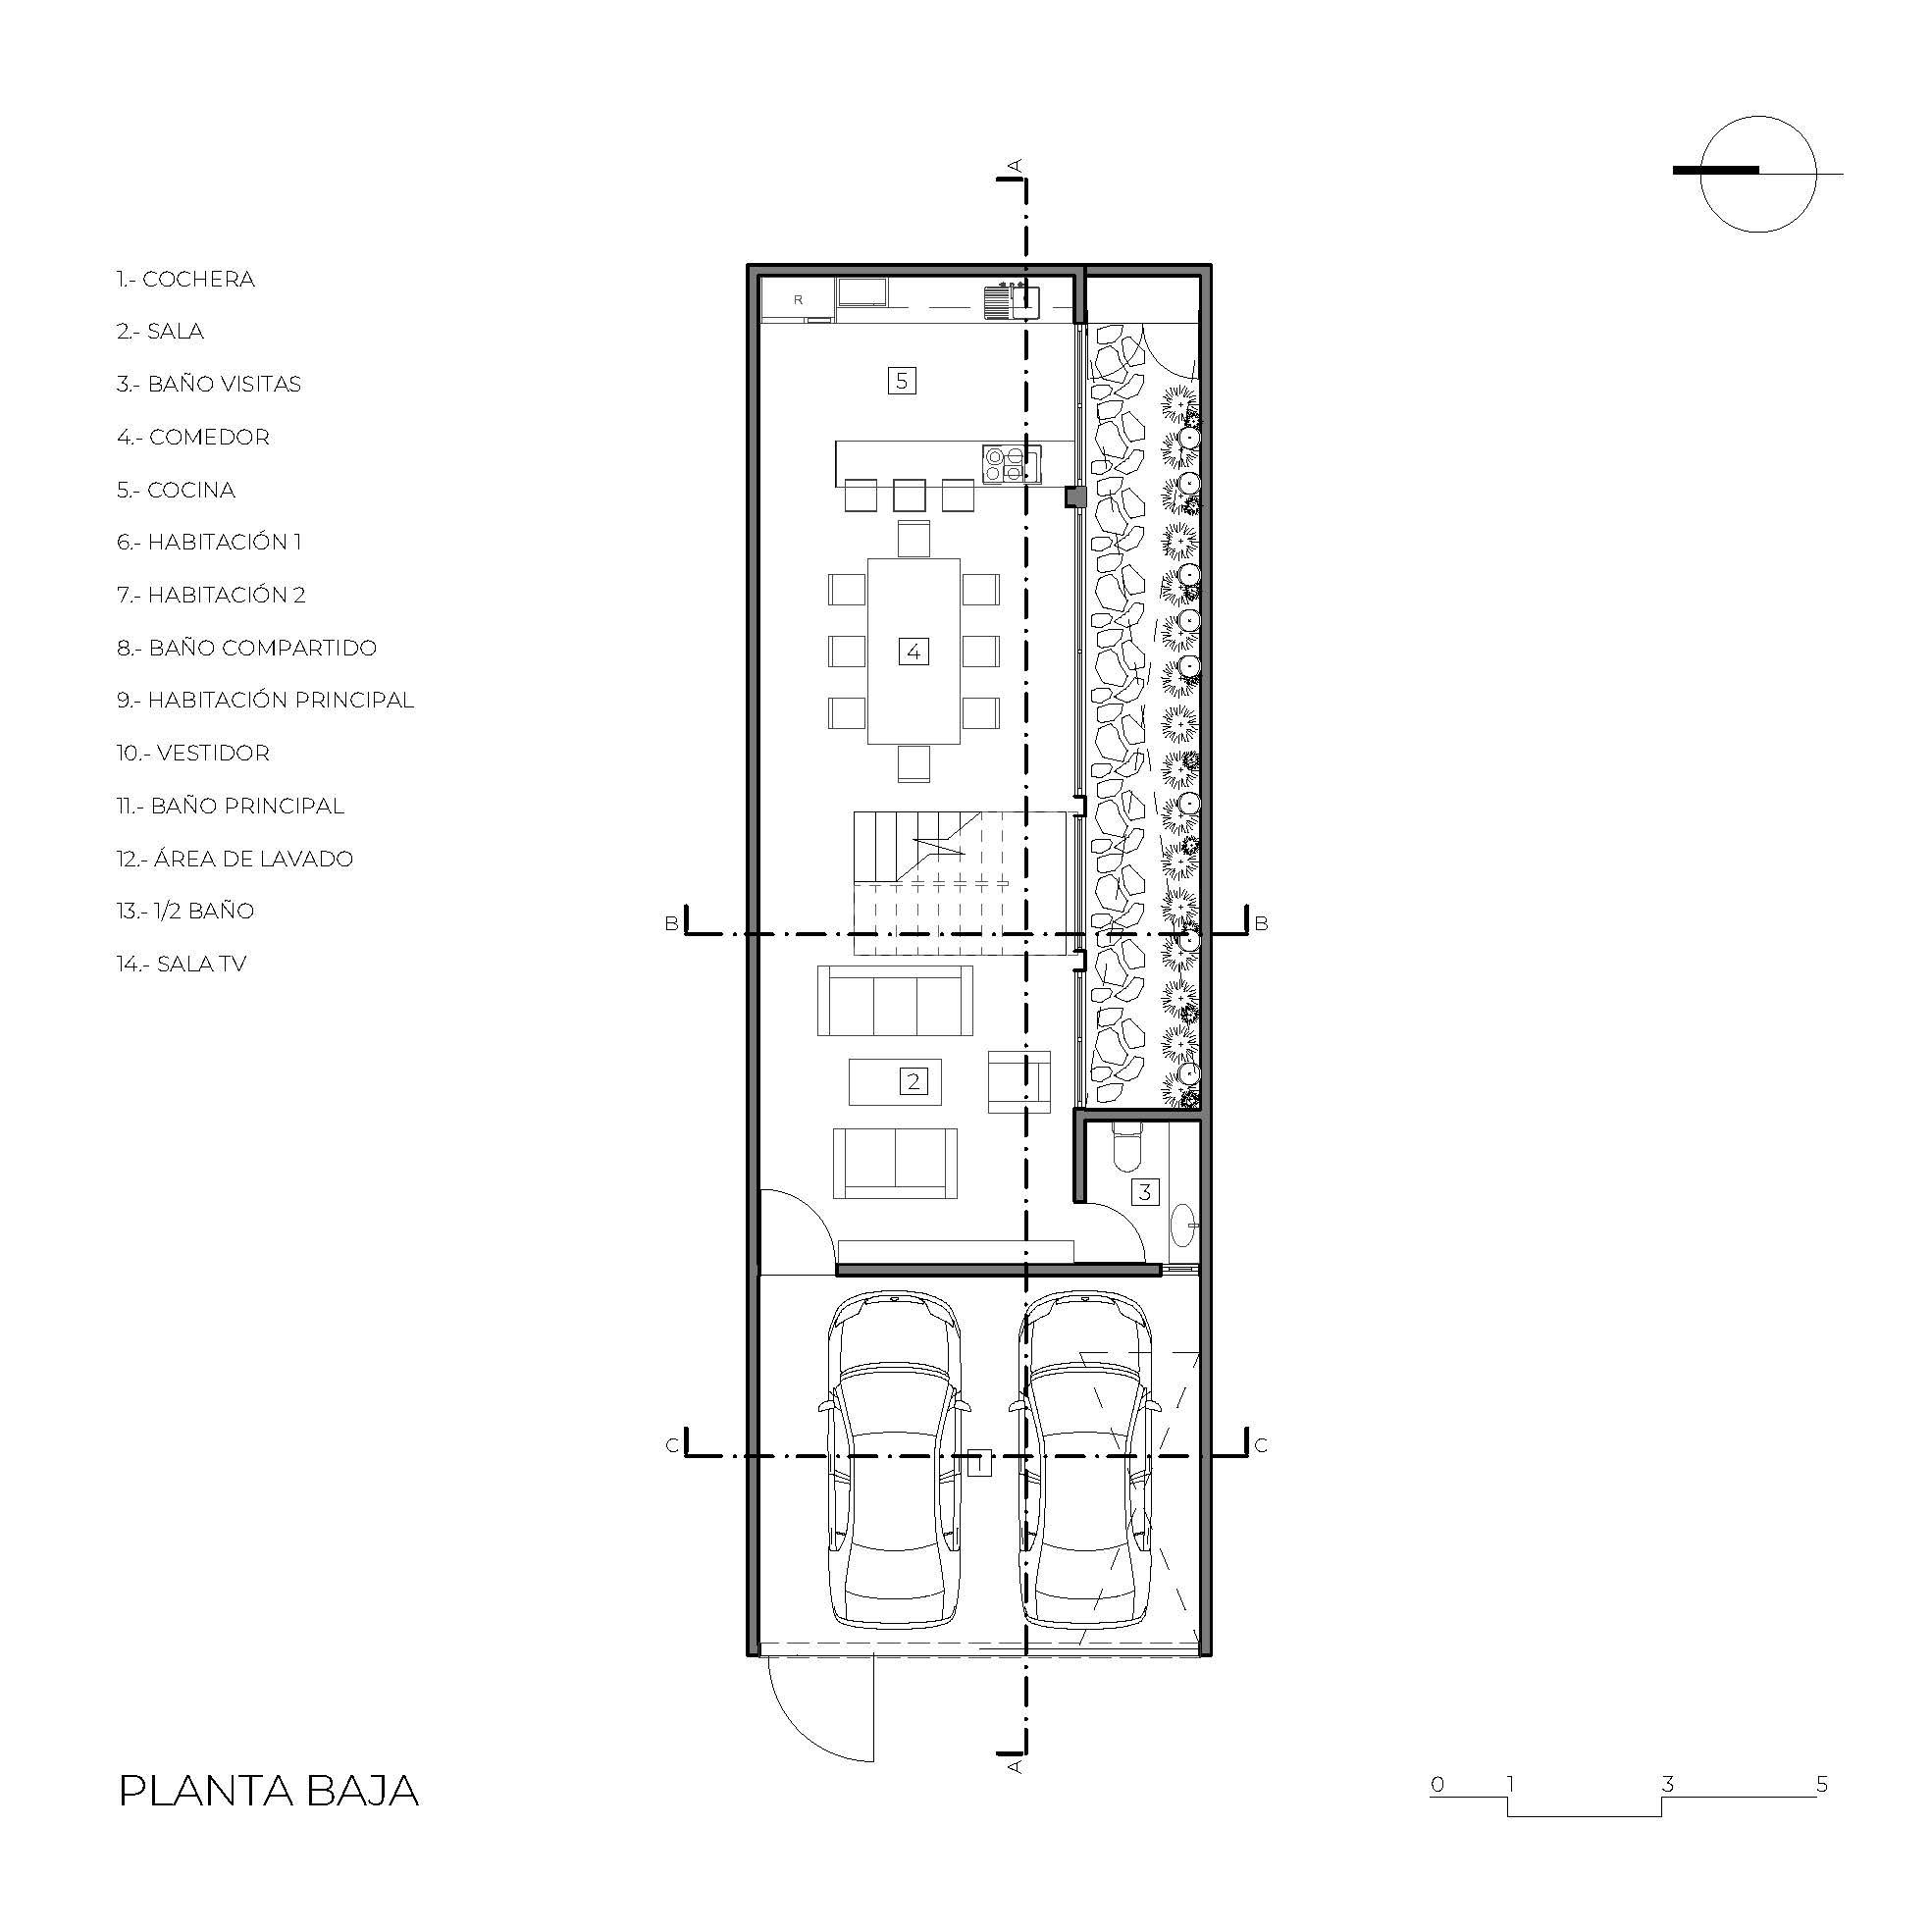 A
1.- COCHERA
2.- SALA
3.- BAÑO VISITAS
4.- COMEDOR
5.- COCINA
6.- HABITACIÓN 1
7.- HABITACIÓN 2
8.- BAÑO COMPARTIDO
9.- HABITACIÓN PRINCIPAL
10.- VESTIDOR
11.- BAÑO PRINCIPAL
12.- ÁREA DE LAVADO
13.- 1/2 BAÑO
14.- SALA TV
R
5
4
B B
2
3
C C
1
A
PLANTA BAJA
0 1 3 5